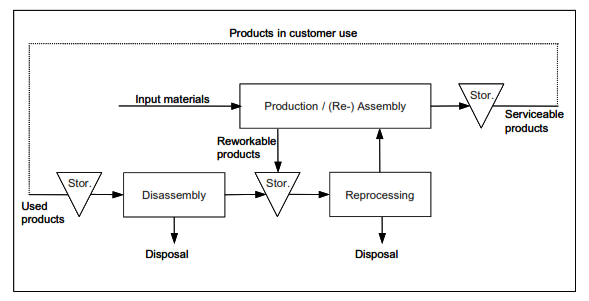 Products in customer use
Input materials
Production / (Re-) Assembly
Stor.
Serviceable
products
Reworkable
products
Stor.
Disassembly
Stor.
Reprocessing
Used
products
Disposal
Disposal